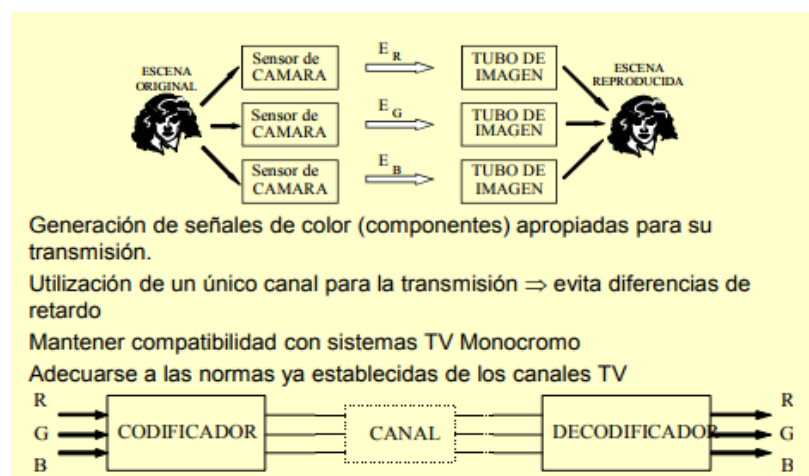 ESCENA
ORIGINAL
Sensor de
CAMARA
E R
TUBO DE
IMAGEN
ESCENA
REPRODUCIDA
Sensor de
CAMARA
E G
TUBO DE
IMAGEN
Sensor de
CAMARA
E B
TUBO DE
IMAGEN
Generación de señales de color (componentes) apropiadas para su
transmisión.
Utilización de un único canal para la transmisión ⇒ evita diferencias de
retardo
Mantener compatibilidad con sistemas TV Monocromo
Adecuarse a las normas ya establecidas de los canales TV
R
G
B
CODIFICADOR
CANAL
DECODIFICADOR
R
G
B